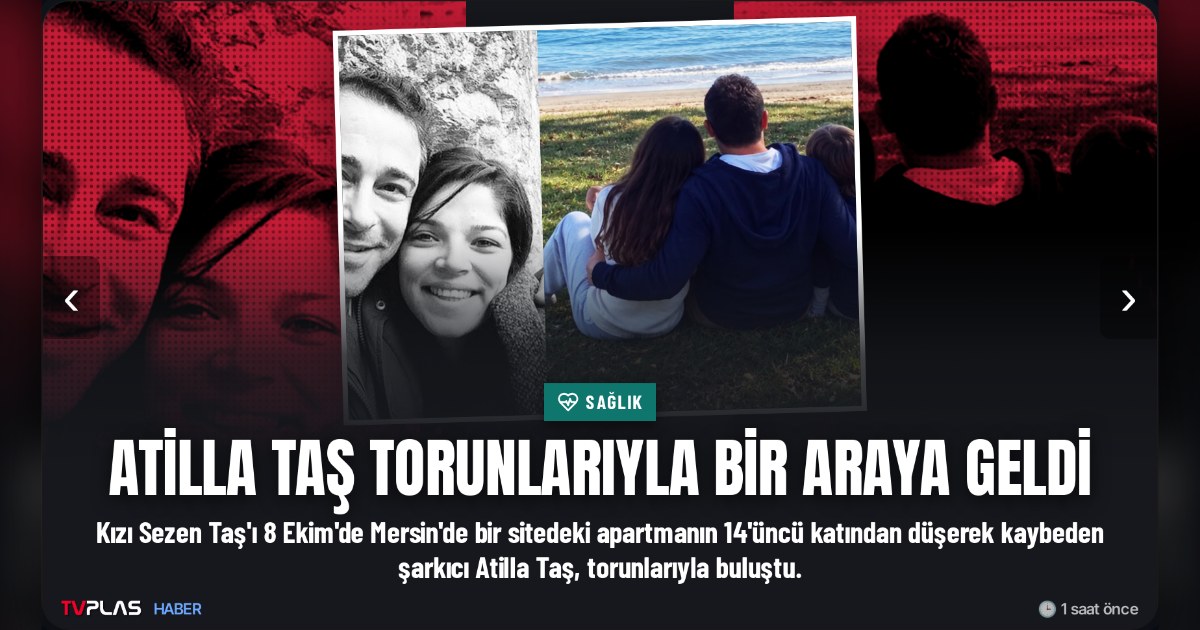 SAĞLIK
ATİLLA TAŞ TORUNLARIYLA BİR ARAYA GELDİ
Kızı Sezen Taş'ı 8 Ekim'de Mersin'de bir sitedeki apartmanın 14'üncü katından düşerek kaybeden
şarkıcı Atilla Taş, torunlarıyla buluştu.
TVPLAS HABER
1 saat önce